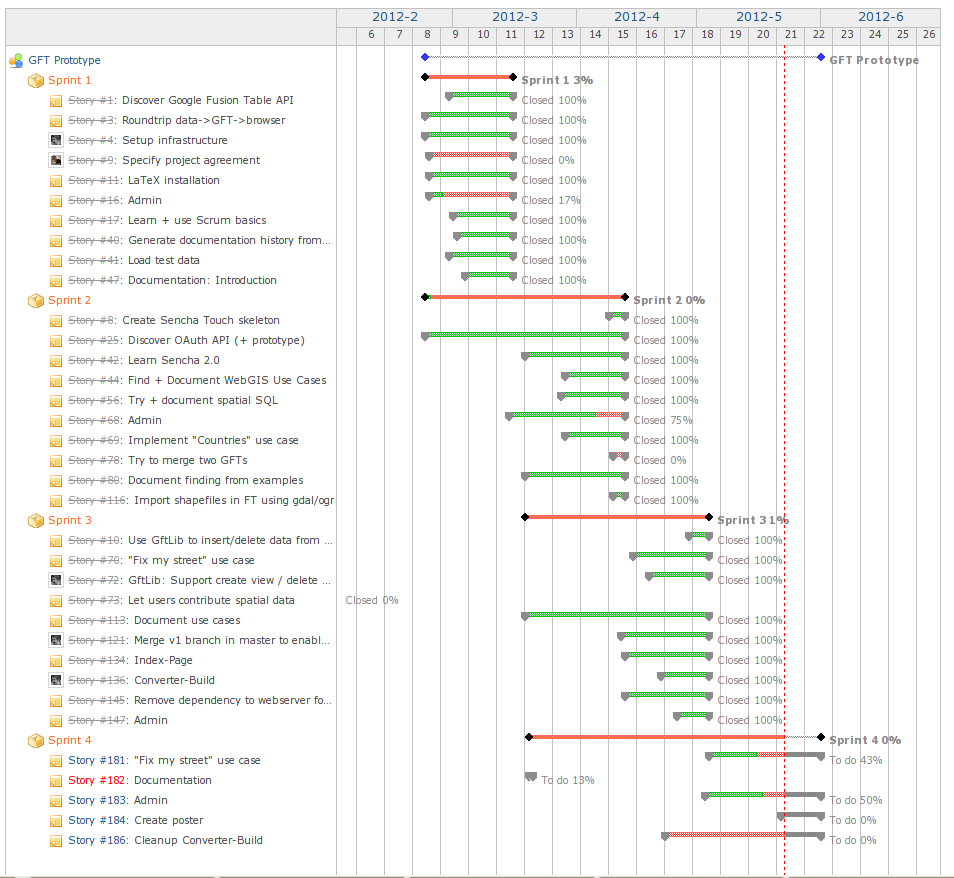 2012-2 2012-3 2012-4 2012-5 2012-6
6 7 8 9 10 11 12 13 14 15 16 17 18 19 20 21 22 23 24 25 26
GFT Prototype GFT Prototype
Sprint 1 Sprint 1 3%
Story #1: Discover Google Fusion Table API Closed 100%
Story #3: Roundtrip data->GFT->browser Closed 100%
Story #4: Setup infrastructure Closed 100%
Story #9: Specify project agreement Closed 0%
Story #11: LaTeX installation Closed 100%
Story #16: Admin Closed 17%
Story #17: Learn + use Scrum basics Closed 100%
Story #40: Generate documentation history from... Closed 100%
Story #41: Load test data Closed 100%
Story #47: Documentation: Introduction Closed 100%
Sprint 2 Sprint 2 0%
Story #8: Create Sencha Touch skeleton Closed 100%
Story #25: Discover OAuth API (+ prototype) Closed 100%
Story #42: Learn Sencha 2.0 Closed 100%
Story #44: Find + Document WebGIS Use Cases Closed 100%
Story #56: Try + document spatial SQL Closed 100%
Story #68: Admin Closed 75%
Story #69: Implement "Countries" use case Closed 100%
Story #78: Try to merge two GFTs Closed 0%
Story #80: Document finding from examples Closed 100%
Story #116: Import shapefiles in FT using gdal/ogr Closed 100%
Sprint 3 Sprint 3 1%
Story #10: Use GftLib to insert/delete data from ... Closed 100%
Story #70: "Fix my street" use case Closed 100%
Story #72: GftLib: Support create view / delete ... Closed 100%
Story #73: Let users contribute spatial data Closed 0%
Story #113: Document use cases Closed 100%
Story #121: Merge v1 branch in master to enabl... Closed 100%
Story #134: Index-Page Closed 100%
Story #136: Converter-Build Closed 100%
Story #145: Remove dependency to webserver fo... Closed 100%
Story #147: Admin Closed 100%
Sprint 4 Sprint 4 0%
Story #181: "Fix my street" use case To do 43%
Story #182: Documentation To do 13%
Story #183: Admin To do 50%
Story #184: Create poster To do 0%
Story #186: Cleanup Converter-Build To do 0%